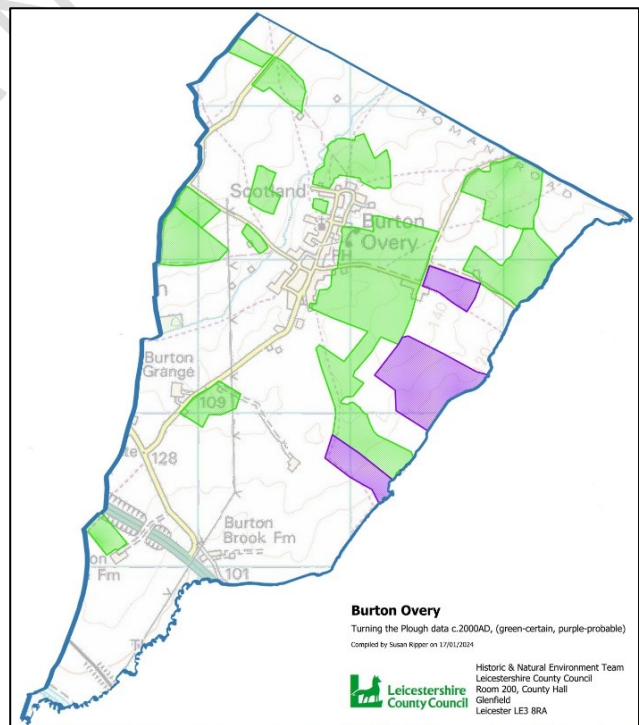 ROMAN ROAD
Scotland
Burton
Overy
PH
140
Burton
Grange
109
128
Burton
Brook Fm
101
Fm
Burton Overy
Turning the Plough data c.2000AD, (green-certain, purple-probable)
Compiled by Susan Ripper on 17/01/2024
Leicestershire
County Council
Historic & Natural Environment Team
Leicestershire County Council
Room 200, County Hall
Glenfield
Leicester LE3 8RA